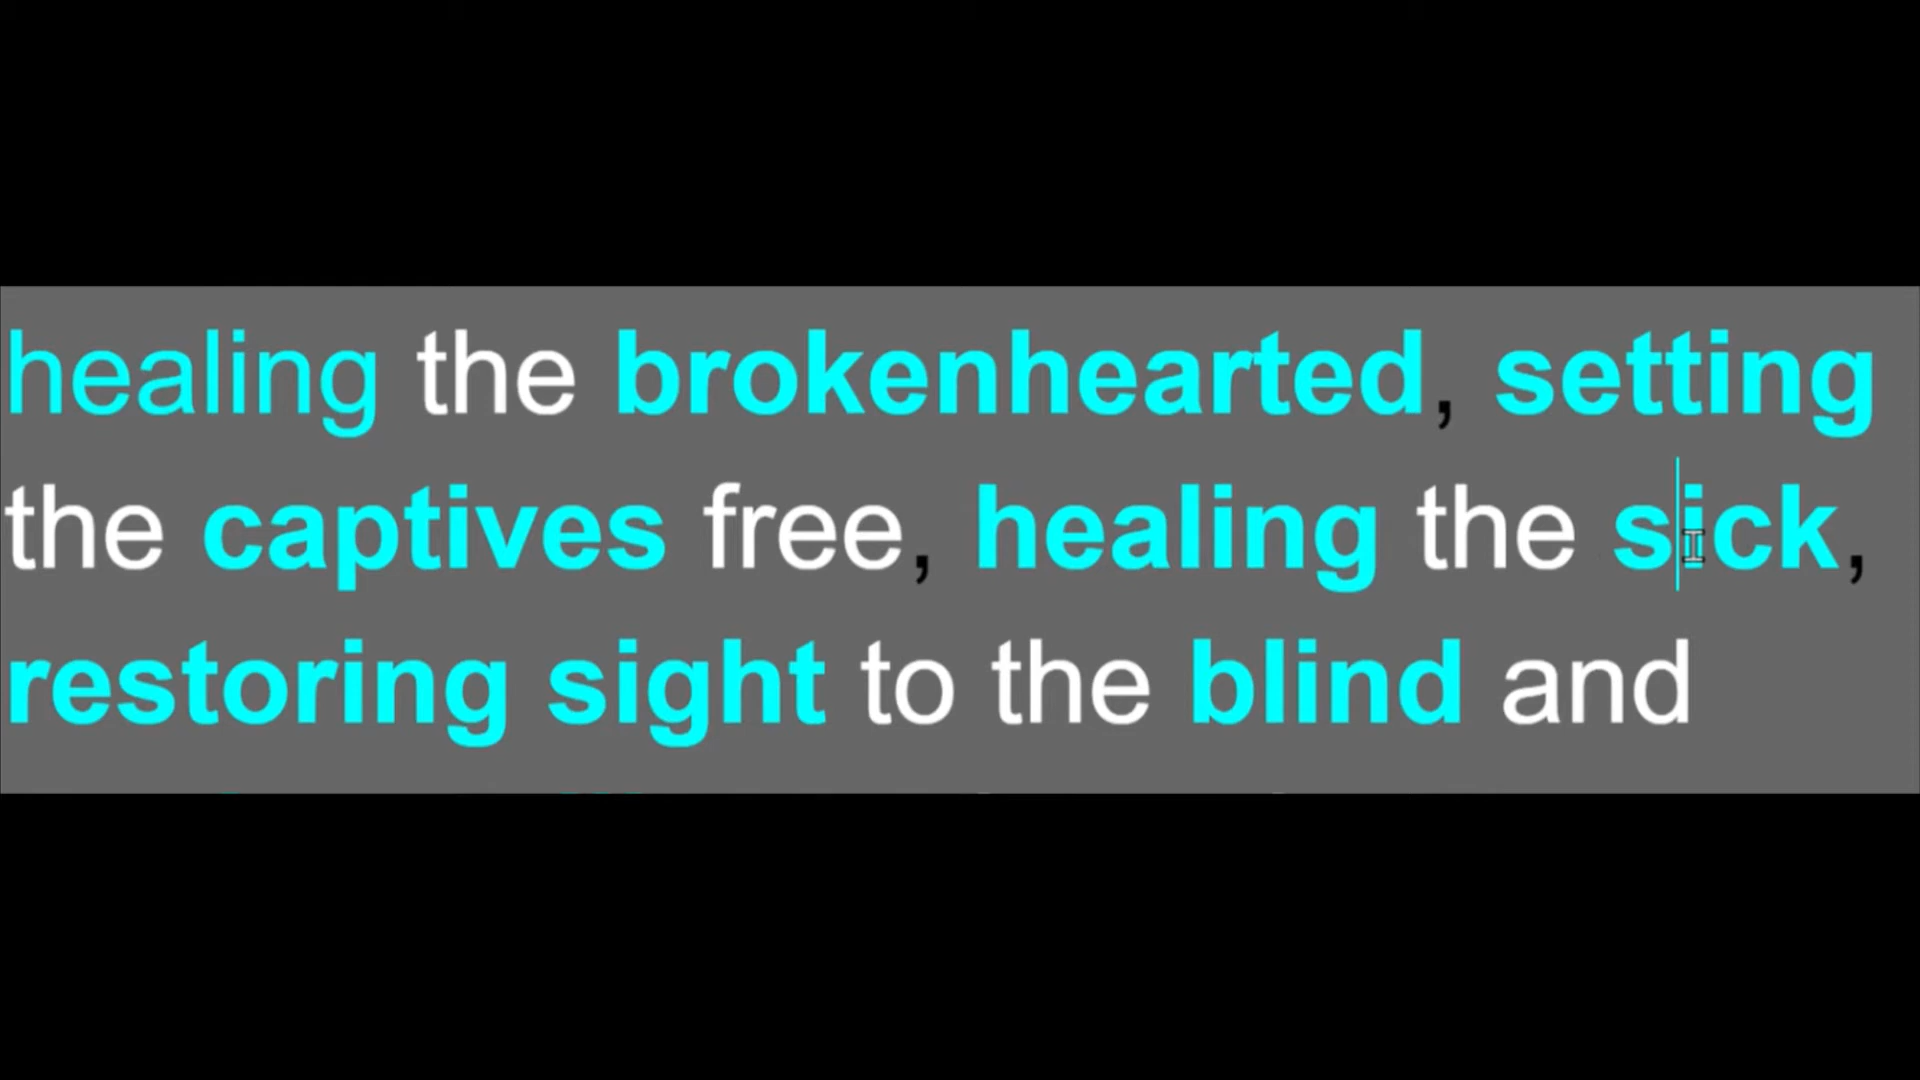 healing the brokenhearted, setting
the captives free, healing the sick,
restoring sight to the blind and